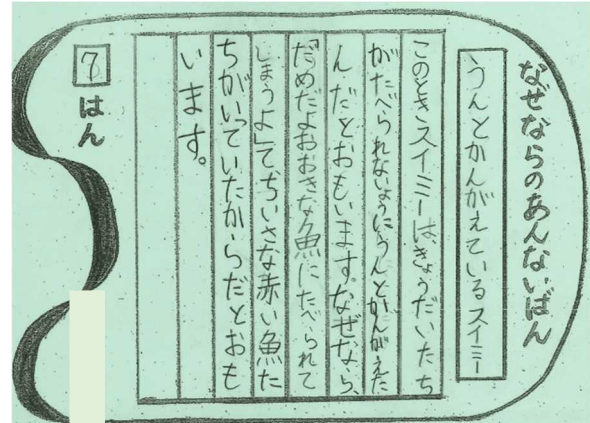 なぜならのあんないばん
うんとかんがえているスイミー
このときスイミーは、きょうだいたち
がたべられないようにうんとかんがえた
んだとおもいます。なぜなら、
「だめだよおおきな魚にたべられて
しまうよ」てちいさな赤い魚た
ちがいっていたからだとおも
います。
7はん